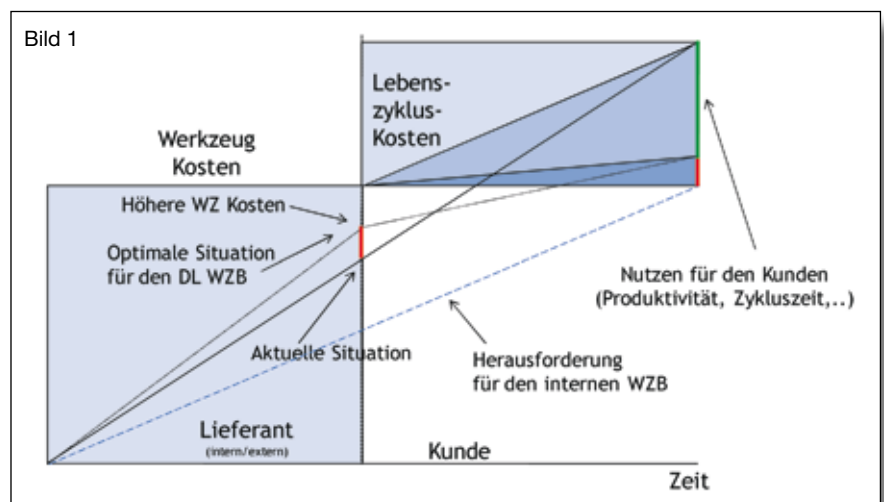 Bild 1
Lebens-
zyklus-
Kosten
Werkzeug
Kosten
Höhere WZ Kosten
Optimale Situation
für den DL WZB
Nutzen für den Kunden
(Produktivität, Zykluszeit,..)
Aktuelle Situation
Herausforderung
für den internen WZB
Lieferant
(intern/extern)
Kunde
Zeit